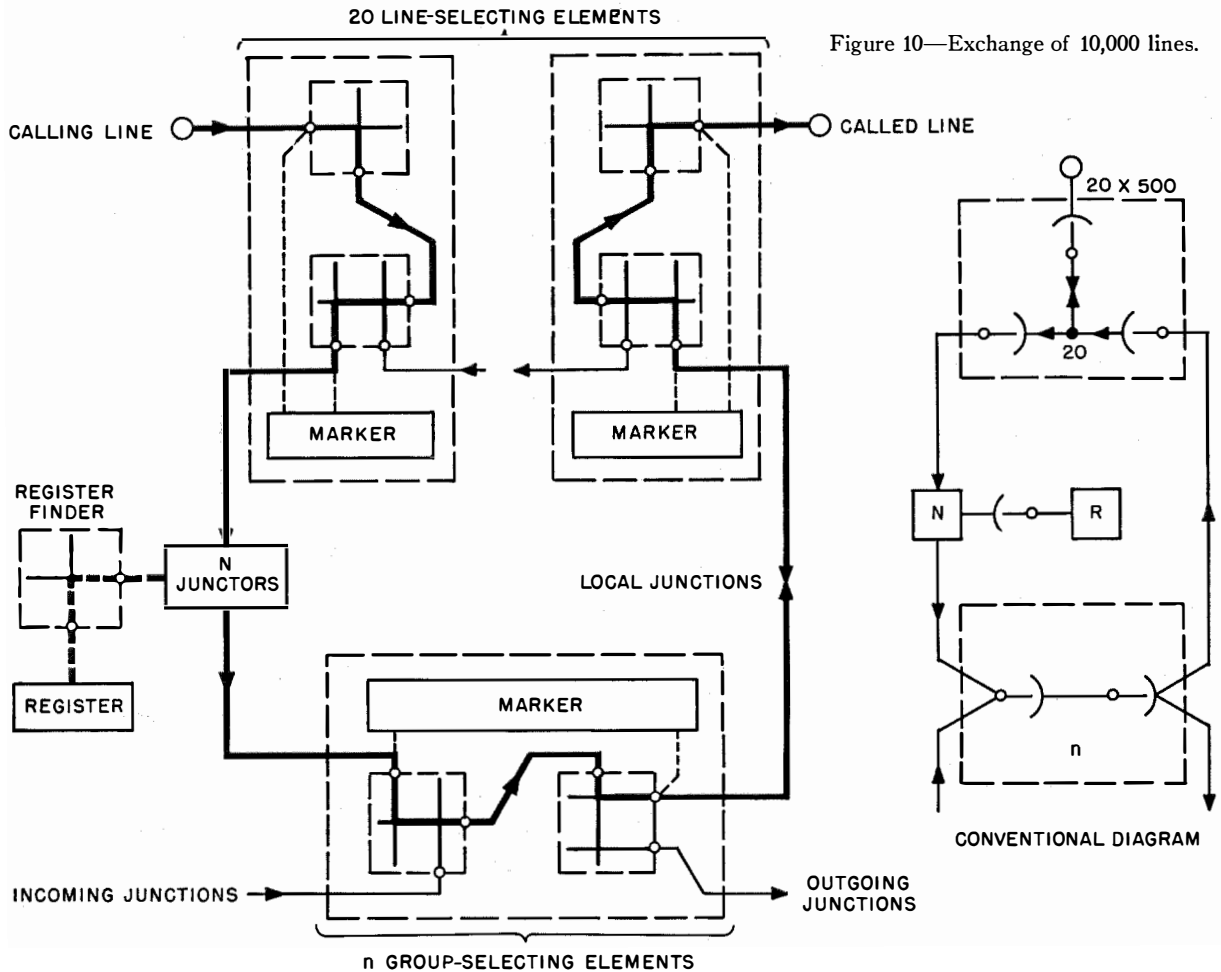 20 LINE-SELECTING ELEMENTS
Figure 10—Exchange of 10,000 lines.
CALLING LINE
CALLED LINE
20 X 500
20
MARKER
MARKER
REGISTER
FINDER
N
JUNCTORS
LOCAL JUNCTIONS
N
R
REGISTER
MARKER
n
CONVENTIONAL DIAGRAM
INCOMING JUNCTIONS
OUTGOING
JUNCTIONS
n GROUP-SELECTING ELEMENTS